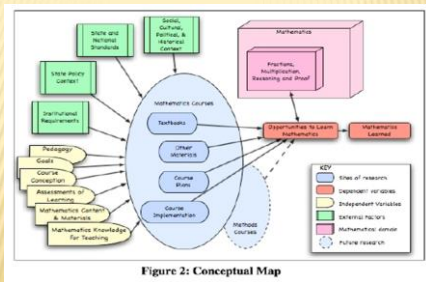 Social,
Cultural,
Political, &
Historical
Context
State and
National
Standards
State Policy
Context
Institutional
Requirements
Mathematics
Fractions,
Multiplication,
Reasoning and Proof
Mathematics Courses
Textbooks
Other
Materials
Course
Plans
Course
Implementation
Opportunities to Learn
Mathematics
Mathematics
Learned
Pedagogy
Goals
Course
Conception
Assessments of
Learning
Mathematics Content
& Materials
Mathematics Knowledge
for Teaching
Methods
Courses
KEY
Sites of research
Dependent variables
Independent Variables
External Factors
Mathematics domain
Future research
Figure 2: Conceptual Map